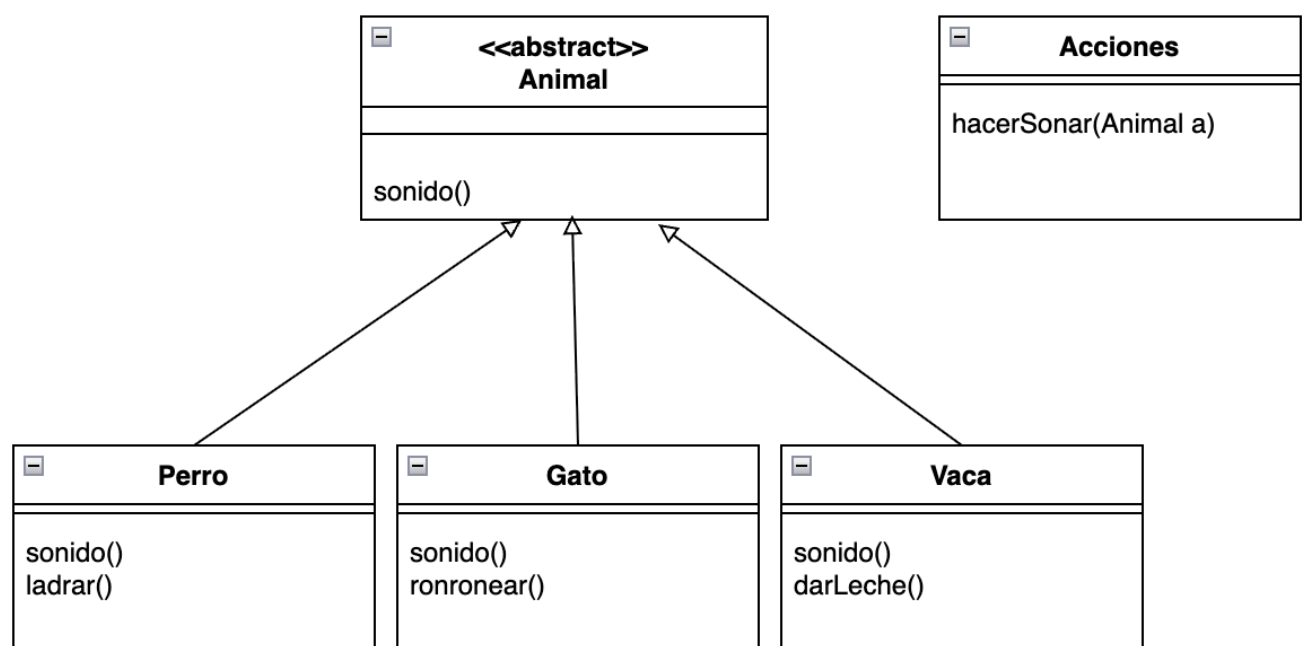 <<abstract>>
Animal
sonido()
Acciones
hacerSonar(Animal a)
Perro
sonido()
ladrar()
Gato
sonido()
ronronear()
Vaca
sonido()
darLeche()